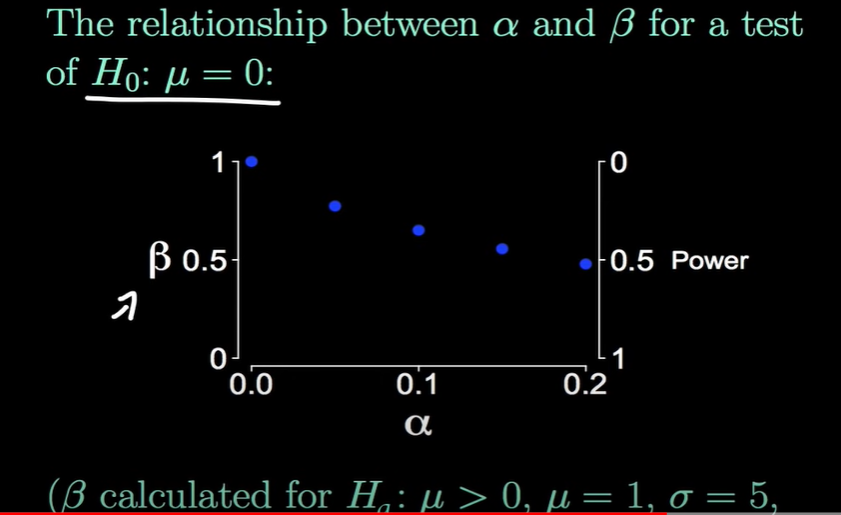 The relationship between α and β for a test
of H₀: μ = 0:
1 0
β 0.5 0.5 Power
0 1
0.0 0.1 0.2
α
(β calculated for Hₐ: μ > 0, μ = 1, σ = 5,